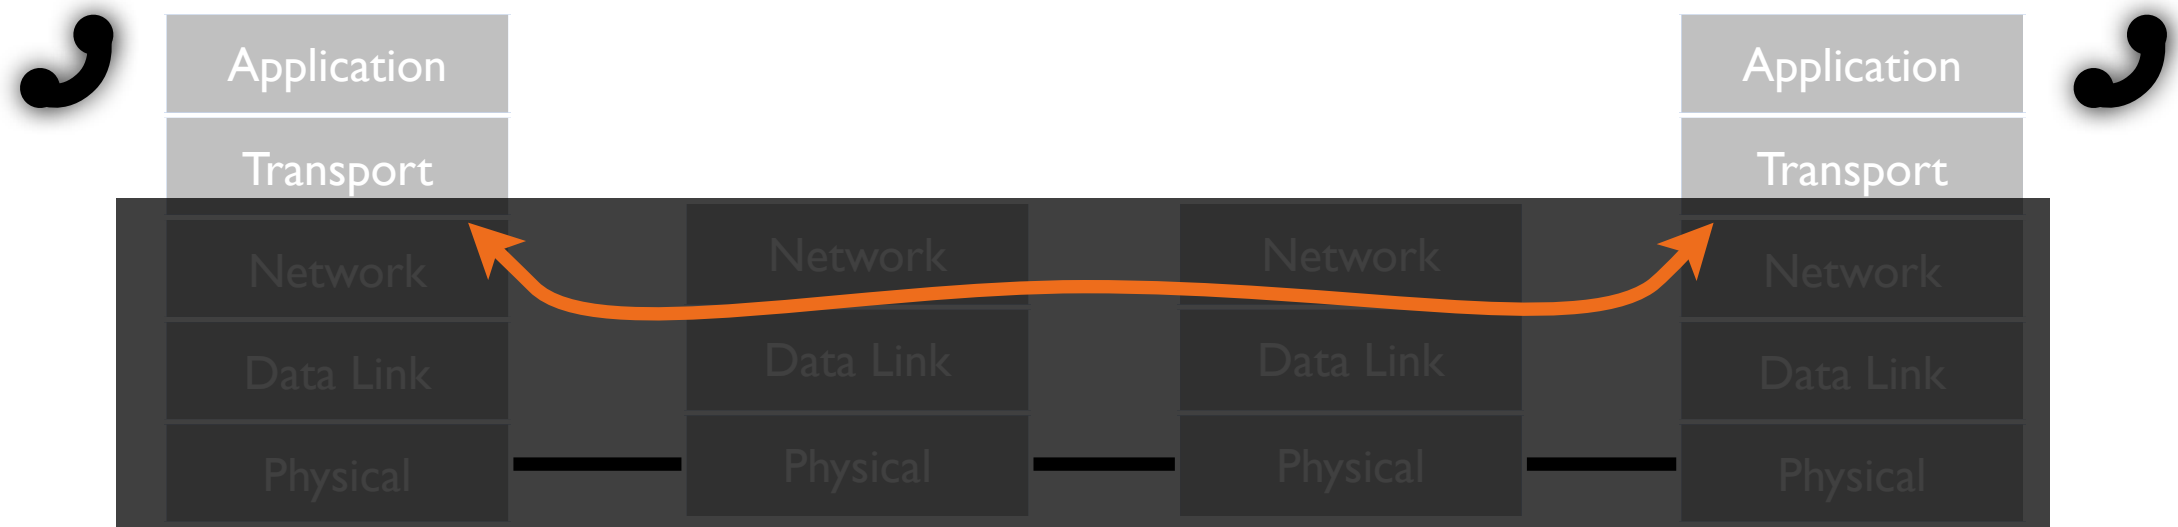 Application
Application
Transport
Transport
Network
Network
Network
Network
Data Link
Data Link
Data Link
Data Link
Physical
Physical
Physical
Physical